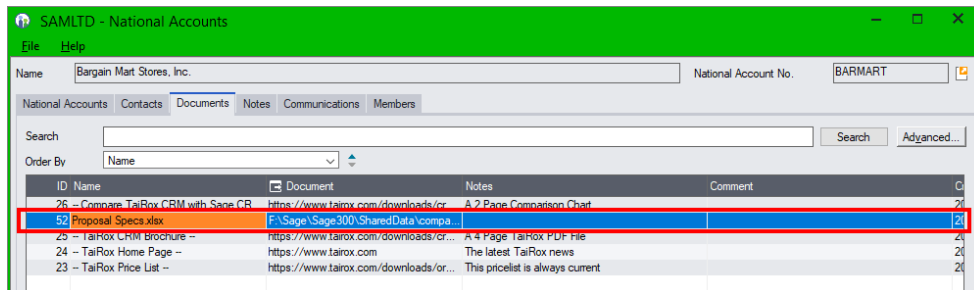 SAMLTD - National Accounts
File Help
Name Bargain Mart Stores, Inc. National Account No. BARMART
National Accounts Contacts Documents Notes Communications Members
Search Search Advanced...
Order By Name
ID Name Document Notes Comment
26 -- Compare TaiRox CRM with Sage CR... https://www.tairox.com/downloads/cr... A 2 Page Comparison Chart 20
52 Proposal Specs.xlsx F:\Sage\Sage300\SharedData\compa... 20
25 -- TaiRox CRM Brochure -- https://www.tairox.com/downloads/cr... A 4 Page TaiRox PDF File 20
24 -- TaiRox Home Page -- https://www.tairox.com The latest TaiRox news 20
23 -- TaiRox Price List -- https://www.tairox.com/downloads/or... This pricelist is always current 20